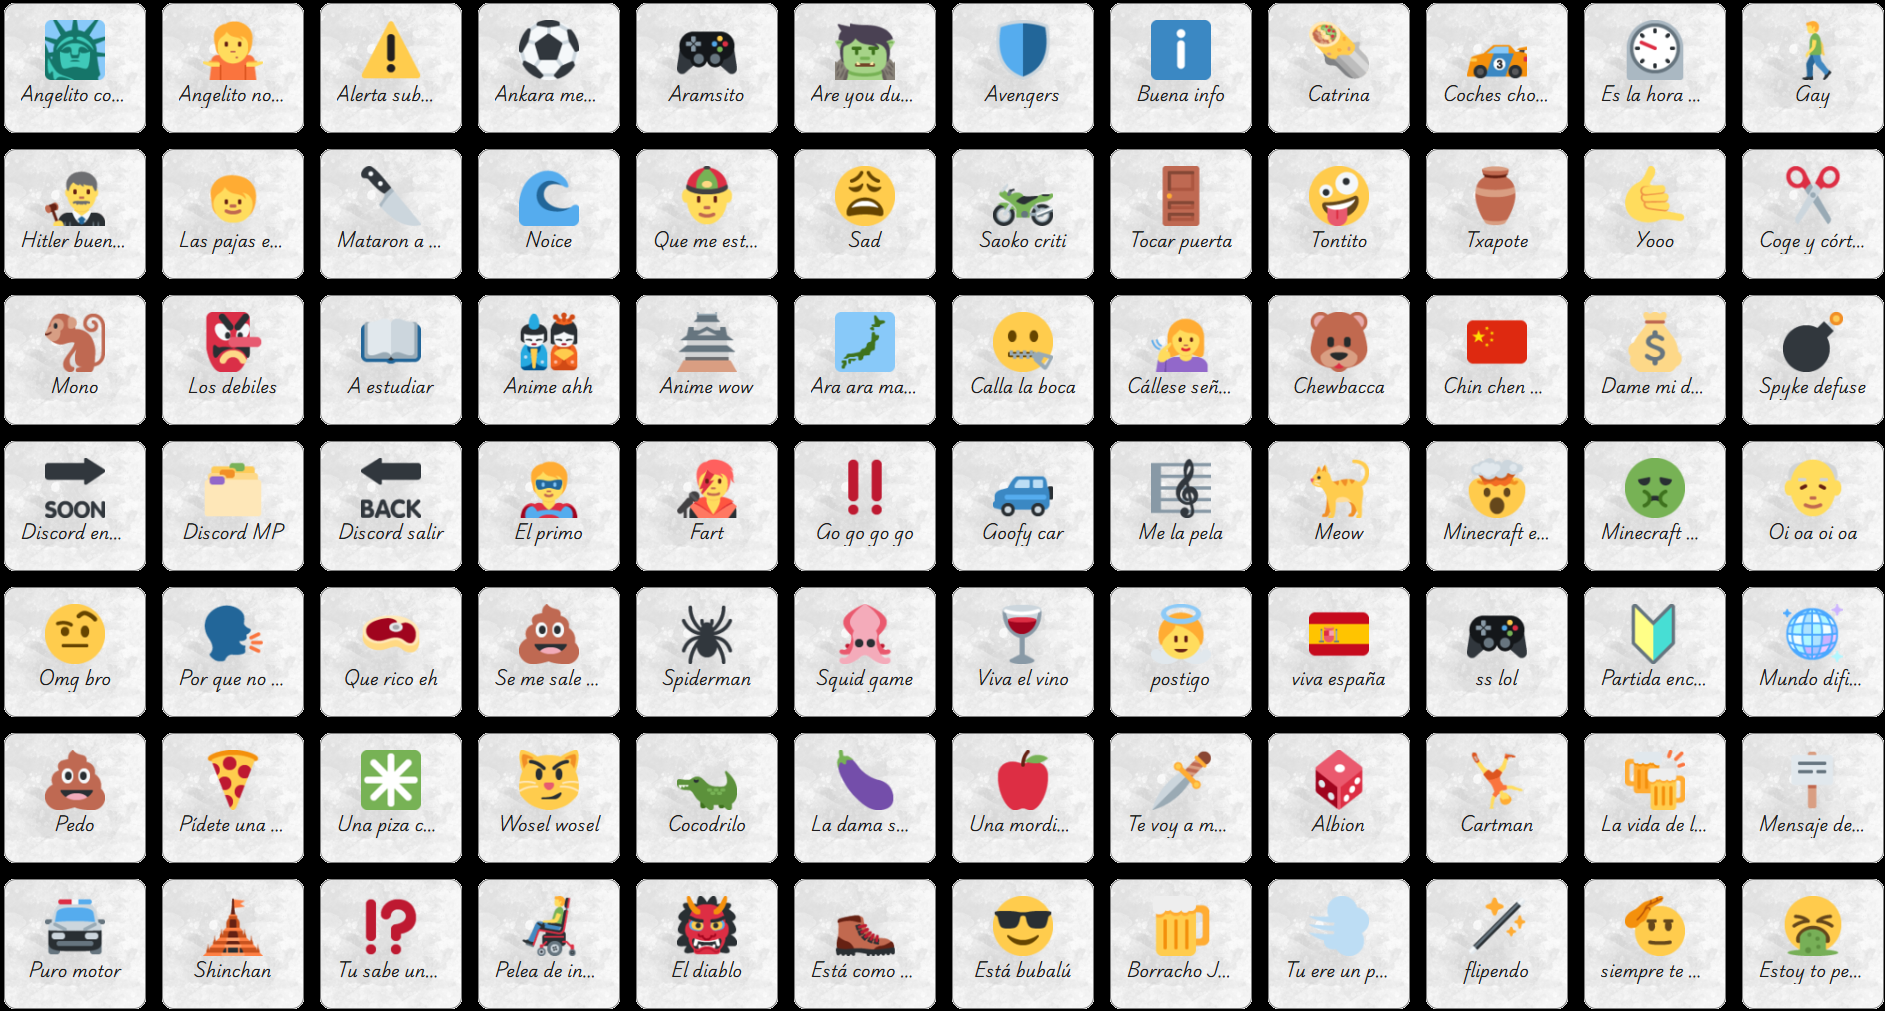 Angelito co...
Angelito no...
Alerta sub...
Ankara me...
Aramsito
Are you du...
Avengers
Buena info
Catrina
Coches cho...
Es la hora ...
Gay
Hitler buen...
Las pajas e...
Mataron a ...
Noice
Que me est...
Sad
Saoko criti
Tocar puerta
Tontito
Txapote
Yooo
Coge y córt...
Mono
Los debiles
A estudiar
Anime ahh
Anime wow
Ara ara ma...
Calla la boca
Cállese señ...
Chewbacca
Chin chen ...
Dame mi d...
Spyke defuse
SOON
Discord en...
Discord MP
BACK
Discord salir
El primo
Fart
Go go go go
Goofy car
Me la pela
Meow
Minecraft e...
Minecraft ...
Oi oa oi oa
Omg bro
Por que no ...
Que rico eh
Se me sale ...
Spiderman
Squid game
Viva el vino
postigo
viva españa
ss lol
Partida enc...
Mundo difi...
Pedo
Pídete una ...
Una piza c...
Wosel wosel
Cocodrilo
La dama s...
Una mordi...
Te voy a m...
Albion
Cartman
La vida de l...
Mensaje de...
Puro motor
Shinchan
Tu sabe un...
Pelea de in...
El diablo
Está como ...
Está bubalú
Borracho J...
Tu ere un p...
flipendo
siempre te ...
Estoy to pe...